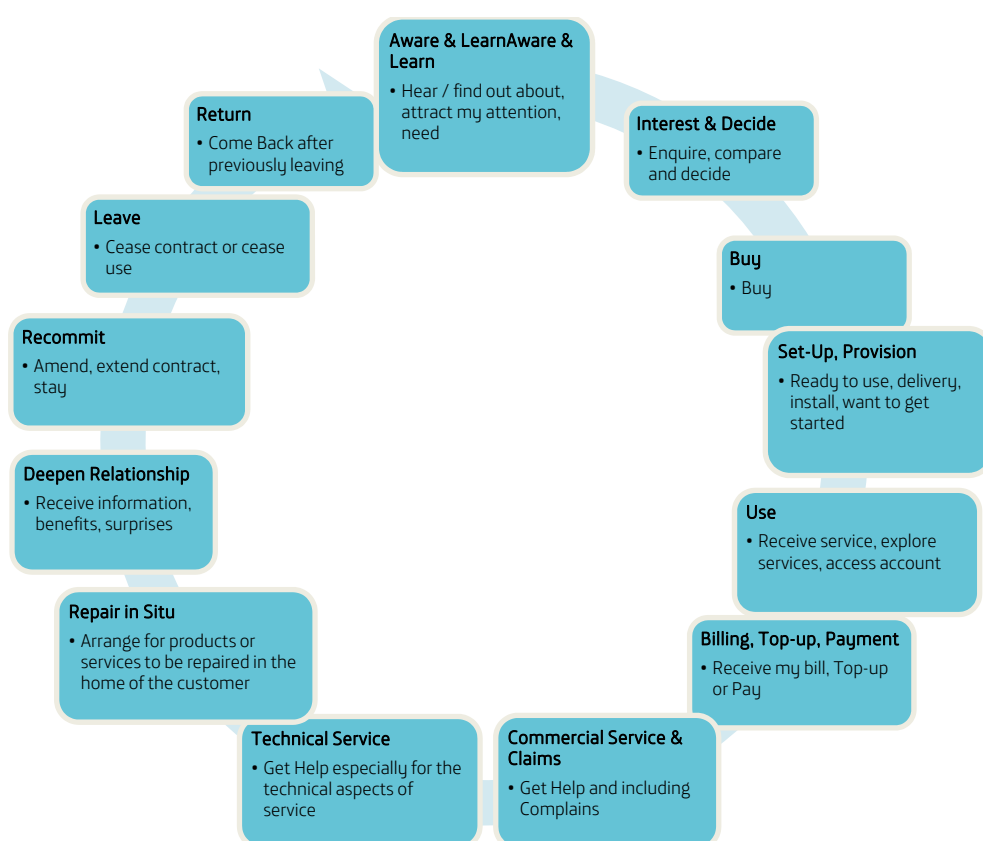 Aware & LearnAware &
Learn
• Hear / find out about,
attract my attention,
need
Interest & Decide
• Enquire, compare
and decide
Buy
• Buy
Set-Up, Provision
• Ready to use, delivery,
install, want to get
started
Use
• Receive service, explore
services, access account
Billing, Top-up, Payment
• Receive my bill, Top-up
or Pay
Commercial Service &
Claims
• Get Help and including
Complains
Technical Service
• Get Help especially for the
technical aspects of
service
Repair in Situ
• Arrange for products or
services to be repaired in the
home of the customer
Deepen Relationship
• Receive information,
benefits, surprises
Recommit
• Amend, extend contract,
stay
Leave
• Cease contract or cease
use
Return
• Come Back after
previously leaving